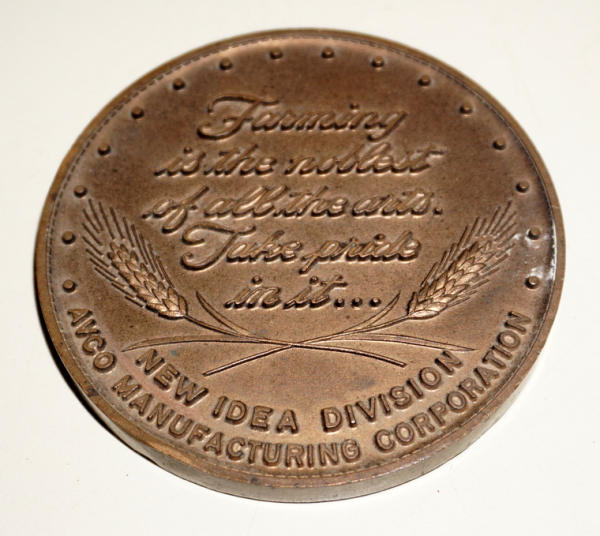 Farming
is the noblest
of all the arts.
Take pride
in it...
NEW IDEA DIVISION
AVCO MANUFACTURING CORPORATION